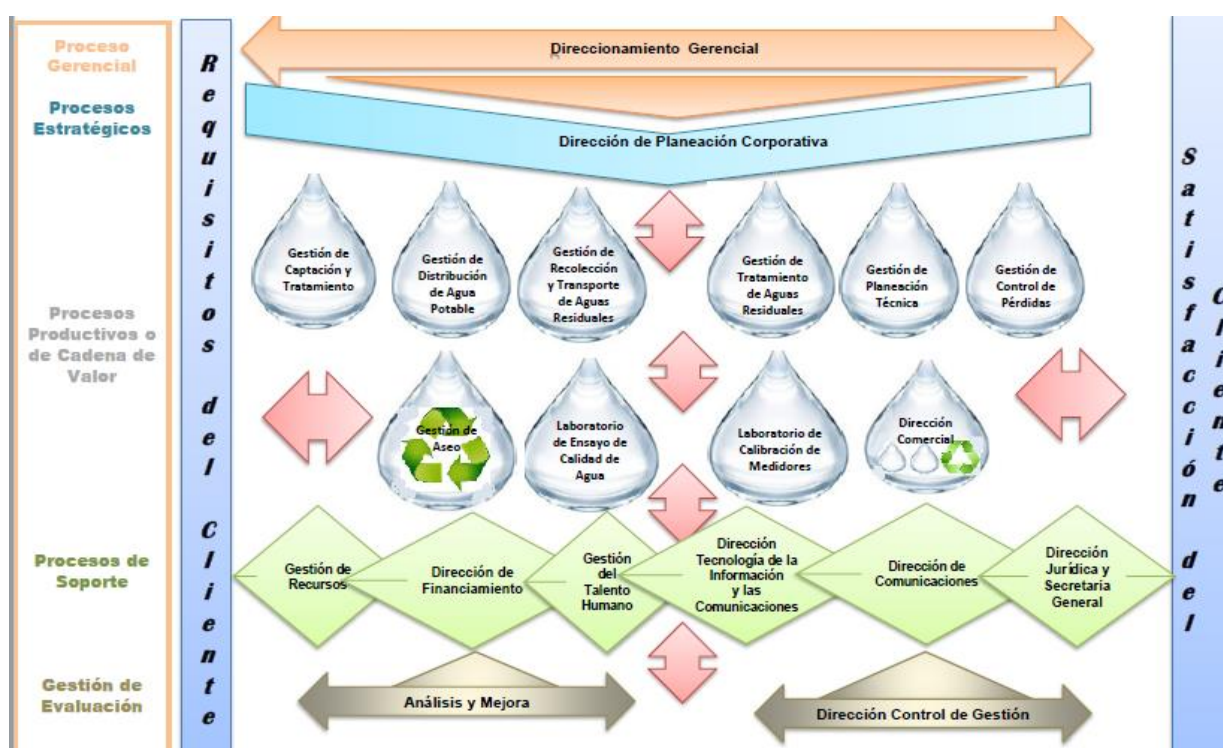 Proceso
Gerencial
Procesos
Estratégicos
Procesos
Productivos o
de Cadena de
Valor
Procesos de
Soporte
Gestión de
Evaluación
Requisitos del Cliente
Direccionamiento Gerencial
Dirección de Planeación Corporativa
Gestión de
Captación y
Tratamiento
Gestión de
Distribución
de Agua
Potable
Gestión de
Recolección
y Transporte
de Aguas
Residuales
Gestión de
Tratamiento
de Aguas
Residuales
Gestión de
Planeación
Técnica
Gestión de
Control de
Pérdidas
Gestión de
Aseo
Laboratorio
de Ensayo de
Calidad de
Agua
Laboratorio de
Calibración de
Medidores
Dirección
Comercial
Gestión de
Recursos
Dirección de
Financiamiento
Gestión
del
Talento
Humano
Dirección
Tecnología de la
Información
y las
Comunicaciones
Dirección de
Comunicaciones
Dirección
Jurídica y
Secretaria
General
Análisis y Mejora
Dirección Control de Gestión
Satisfacción del
Cliente